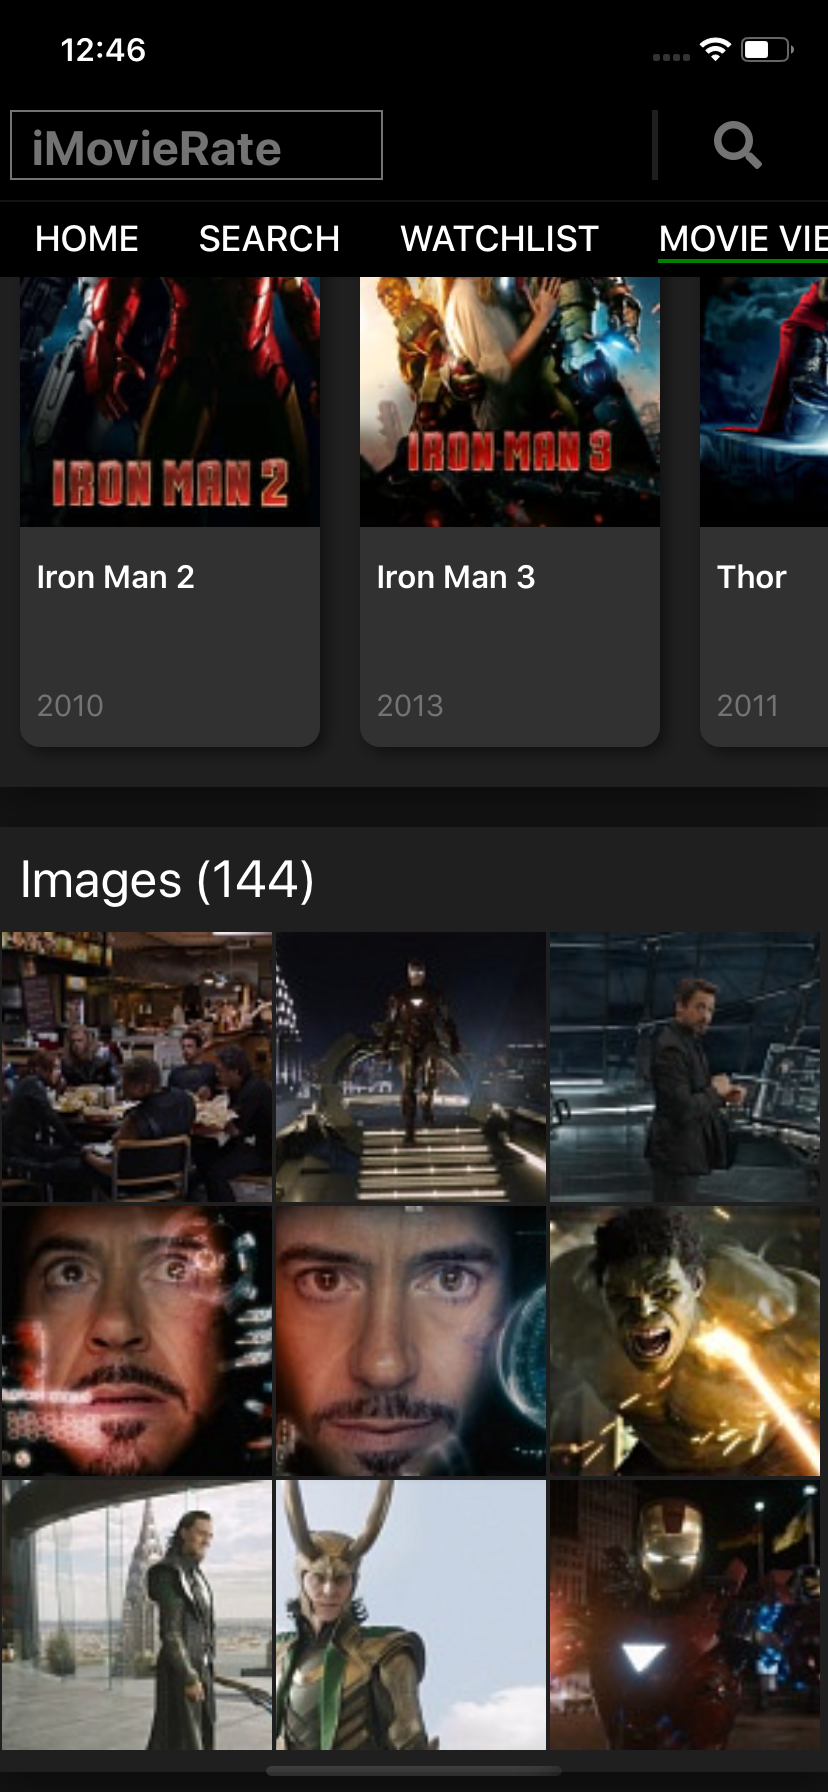 12:46
iMovieRate
HOME SEARCH WATCHLIST MOVIE VIE
IRON MAN 2
IRON MAN 3
Iron Man 2
Iron Man 3
Thor
2010
2013
2011
Images (144)